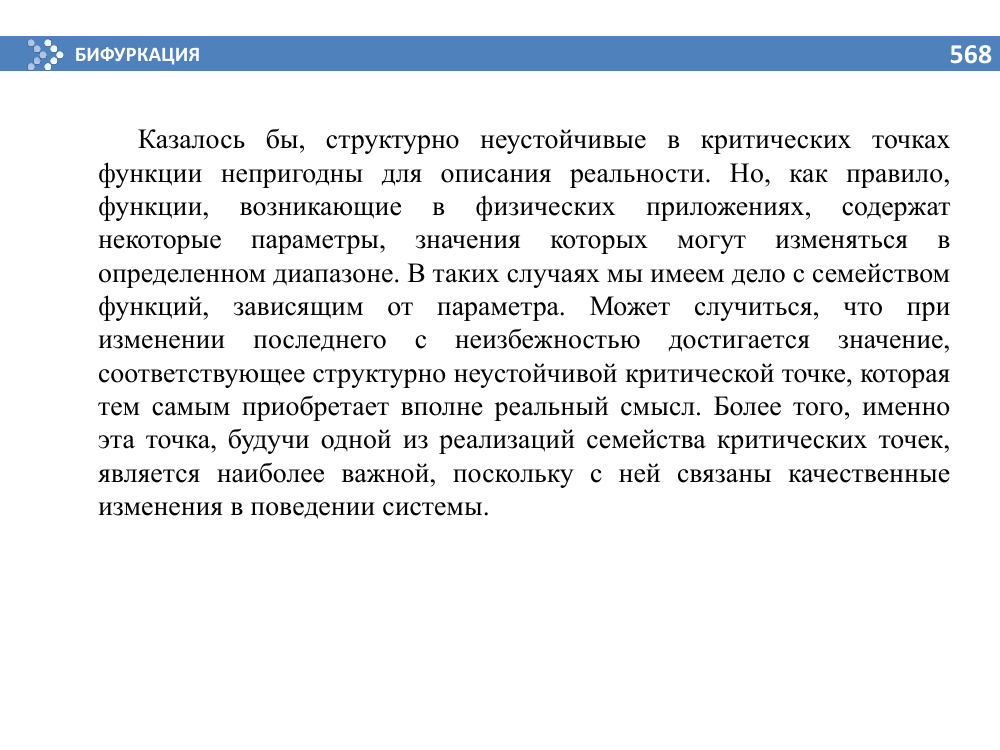 БИФУРКАЦИЯ
568
Казалось бы, структурно неустойчивые в критических точках
функции непригодны для описания реальности. Но, как правило,
функции, возникающие в физических приложениях, содержат
некоторые параметры, значения которых могут изменяться в
определенном диапазоне. В таких случаях мы имеем дело с семейством
функций, зависящим от параметра. Может случиться, что при
изменении последнего с неизбежностью достигается значение,
соответствующее структурно неустойчивой критической точке, которая
тем самым приобретает вполне реальный смысл. Более того, именно
эта точка, будучи одной из реализаций семейства критических точек,
является наиболее важной, поскольку с ней связаны качественные
изменения в поведении системы.